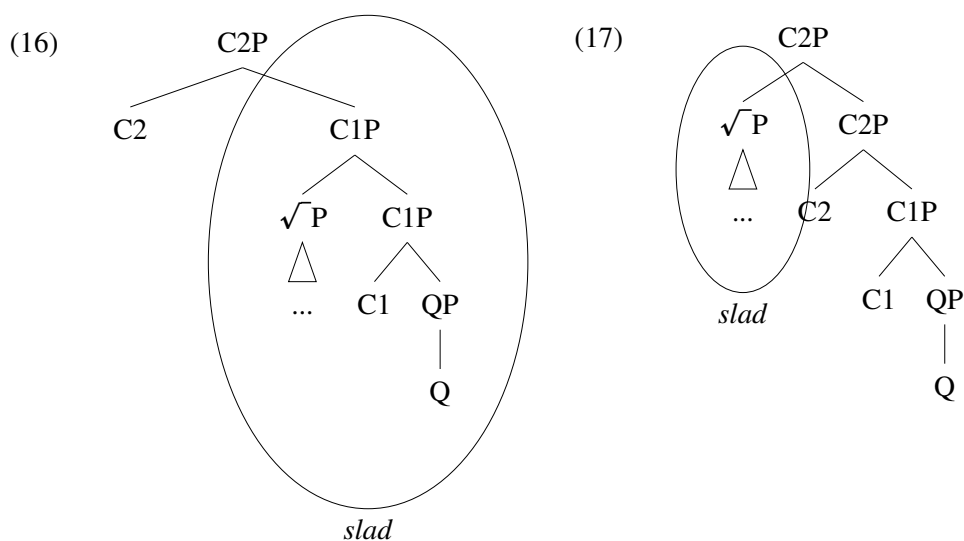 (16)
C2P
C2 C1P
√P C1P
... C1 QP
Q
slad
(17)
C2P
√P C2P
... C2 C1P
slad C1 QP
Q